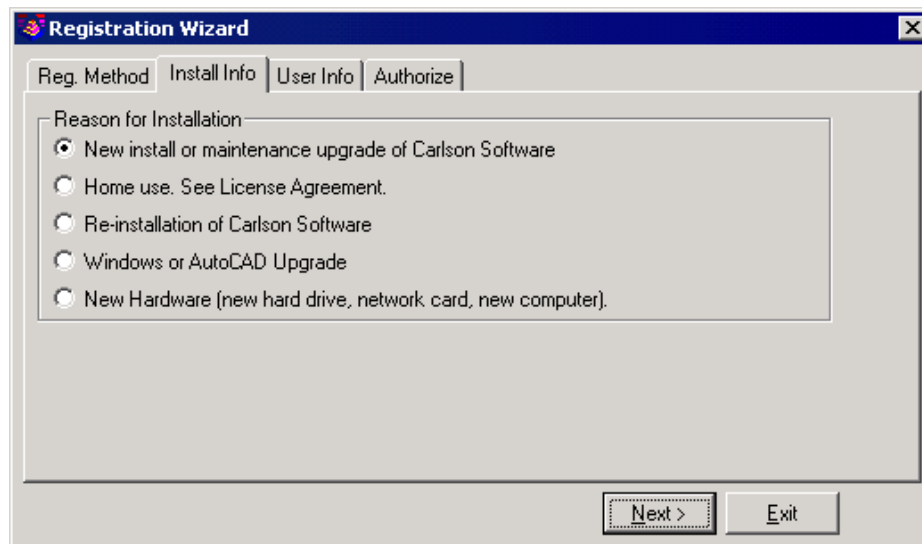 Registration Wizard
Reg. Method Install Info User Info Authorize
Reason for Installation
New install or maintenance upgrade of Carlson Software
Home use. See License Agreement.
Re-installation of Carlson Software
Windows or AutoCAD Upgrade
New Hardware (new hard drive, network card, new computer).
Next > Exit